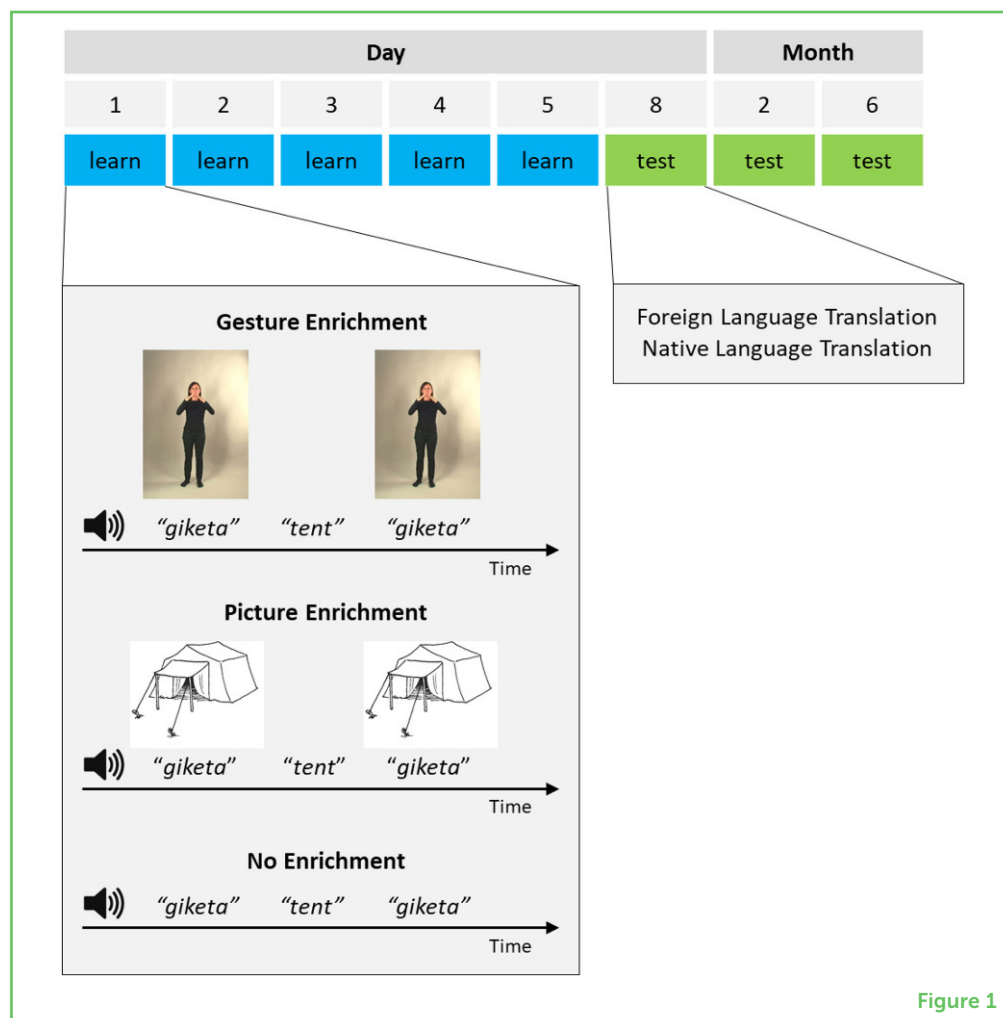 Day Month
1 2 3 4 5 8 2 6
learn learn learn learn learn test test test
Gesture Enrichment
“giketa” “tent” “giketa”
Time
Picture Enrichment
“giketa” “tent” “giketa”
Time
No Enrichment
“giketa” “tent” “giketa”
Time
Foreign Language Translation
Native Language Translation
Figure 1